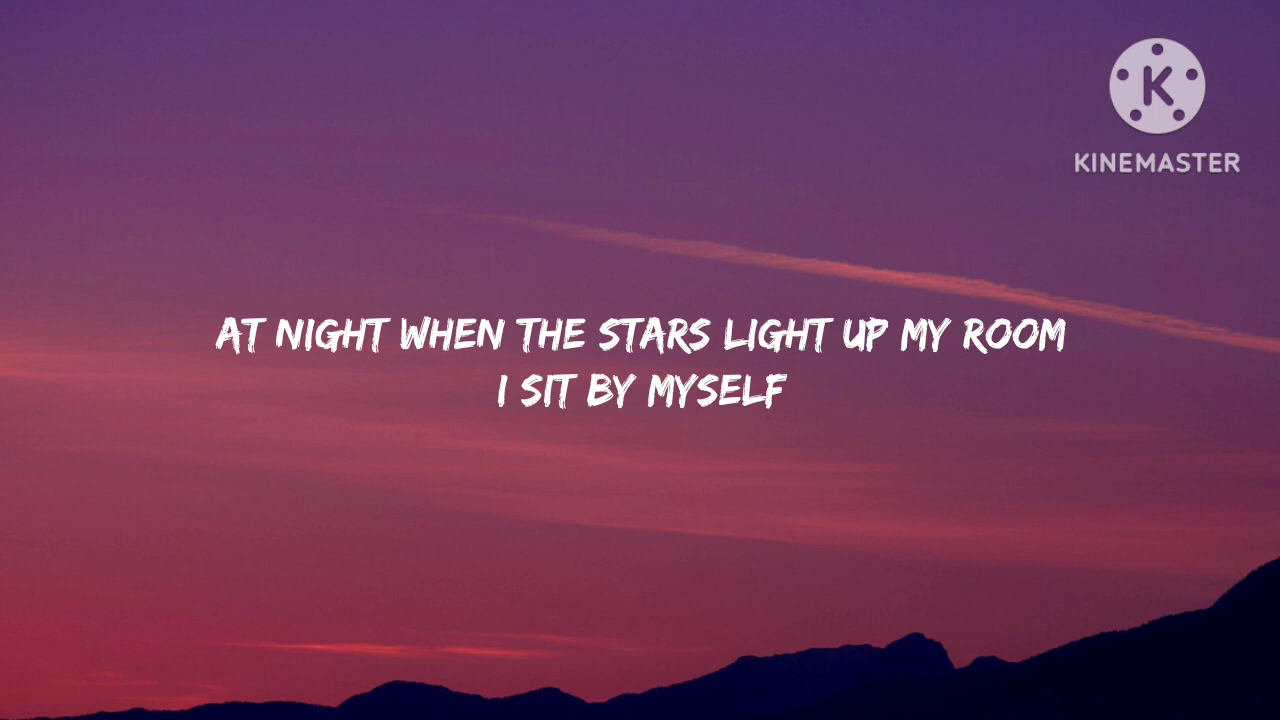 K
KINEMASTER
AT NIGHT WHEN THE STARS LIGHT UP MY ROOM
I SIT BY MYSELF